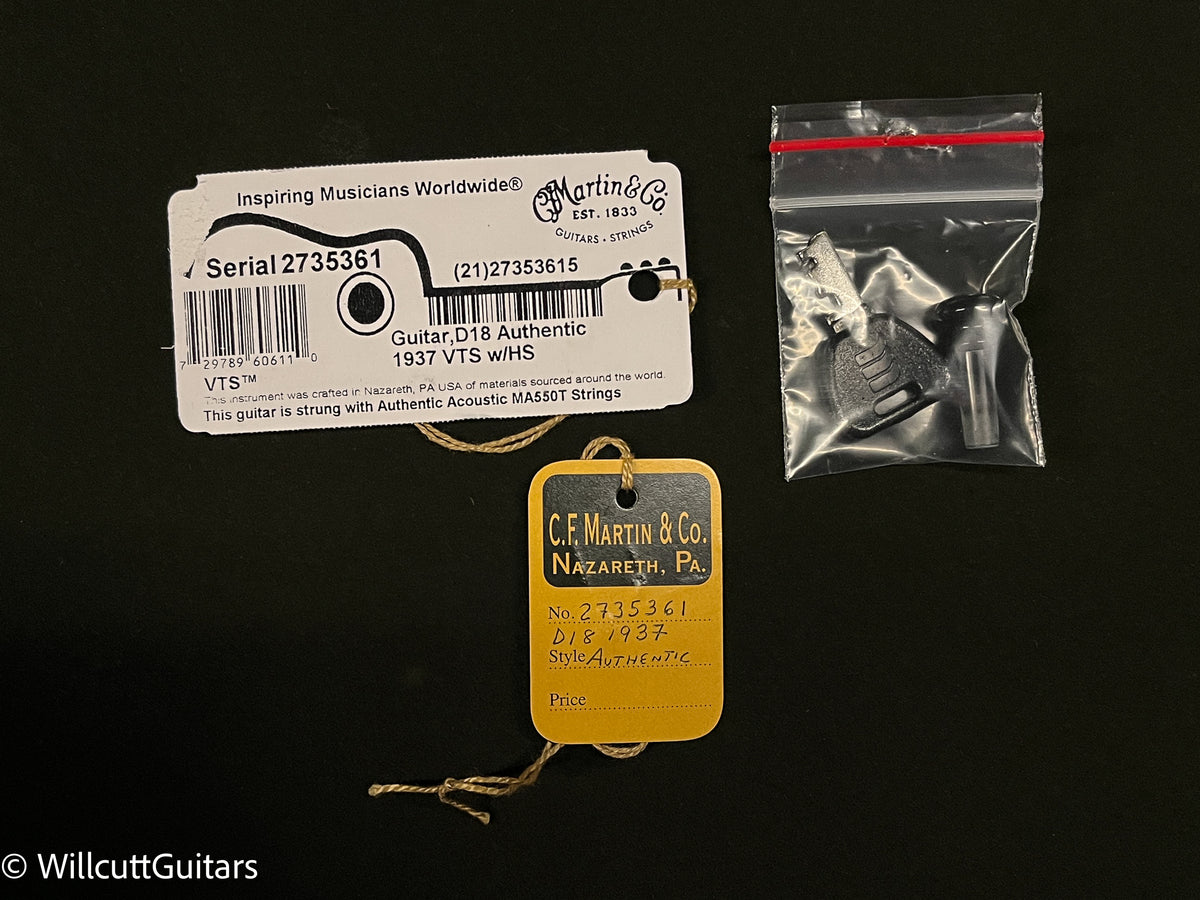 Inspiring Musicians Worldwide®
CFMartin & Co.
EST. 1833
GUITARS • STRINGS
Serial 2735361
(21)27353615
Guitar,D18 Authentic
1937 VTS w/HS
7 29789 60611 0
VTS™
This instrument was crafted in Nazareth, PA USA of materials sourced around the world.
This guitar is strung with Authentic Acoustic MA550T Strings
C.F. MARTIN & CO.
NAZARETH, PA.
No. 2735361
D18 1937
Style AUTHENTIC
Price
© WillcuttGuitars